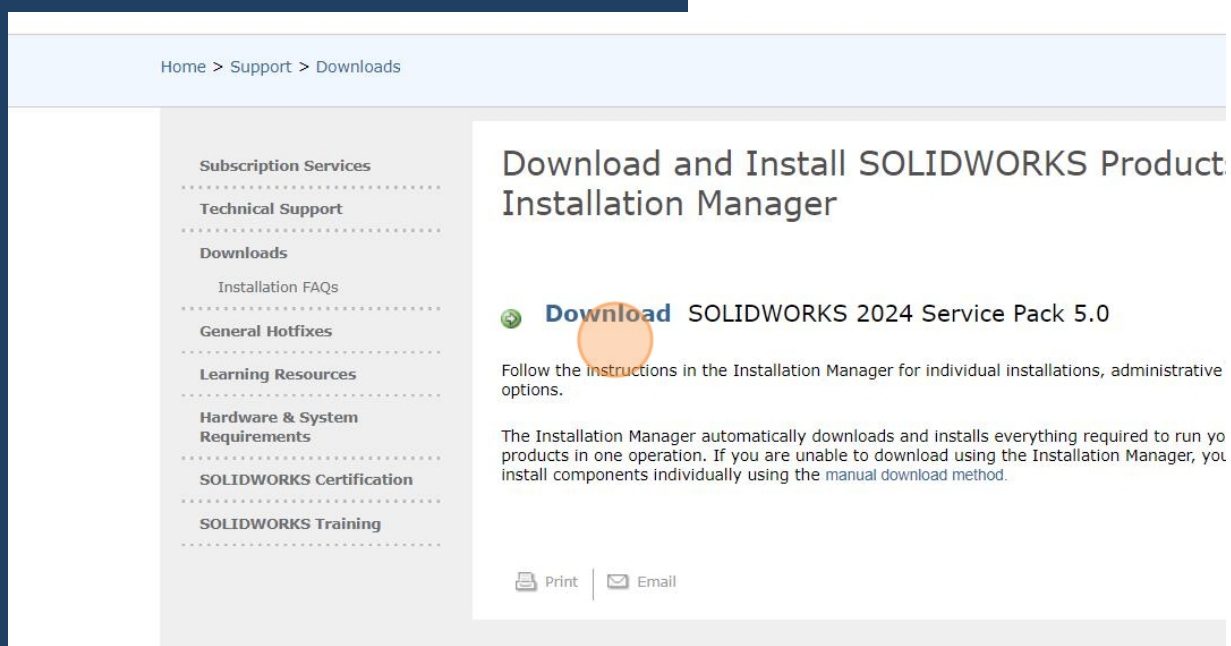 Home > Support > Downloads
Subscription Services
Technical Support
Downloads
Installation FAQs
General Hotfixes
Learning Resources
Hardware & System
Requirements
SOLIDWORKS Certification
SOLIDWORKS Training
Download and Install SOLIDWORKS Products
Installation Manager
Download SOLIDWORKS 2024 Service Pack 5.0
Follow the instructions in the Installation Manager for individual installations, administrative
options.
The Installation Manager automatically downloads and installs everything required to run yo
products in one operation. If you are unable to download using the Installation Manager, you
install components individually using the manual download method.
Print
Email